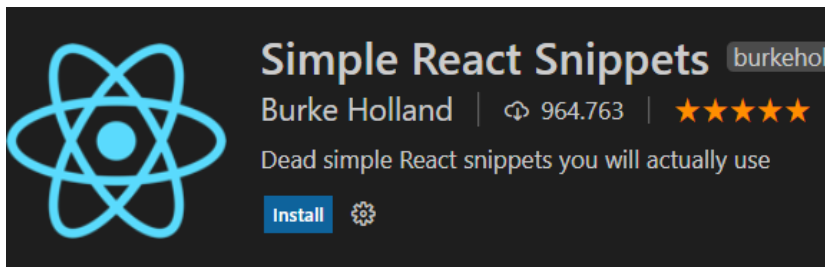 Simple React Snippets
Burke Holland | 964.763 |
Dead simple React snippets you will actually use
Install